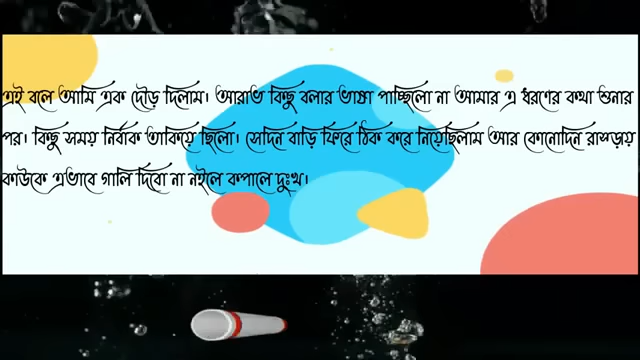 এই বলে আমি এক দৌড় দিলাম। আরাভ কিছু বলার ভাষা পাচ্ছিলো না আমার এ ধরণের কথা শুনার
পর। কিছু সময় নির্বাক তাকিয়ে ছিলো। সেদিন বাড়ি ফিরে ঠিক করে নিয়েছিলাম আর কোনোদিন রাস্তায়
কাউকে এভাবে গালি দিবো না নইলে কপালে দুঃখ।